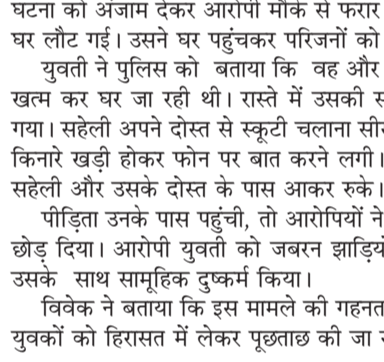 घटना को अंजाम देकर आरोपी मौके से फरार
घर लौट गई। उसने घर पहुंचकर परिजनों को
युवती ने पुलिस को बताया कि वह और
खत्म कर घर जा रही थी। रास्ते में उसकी
गया। सहेली अपने दोस्त से स्कूटी चलाना
किनारे खड़ी होकर फोन पर बात करने लगी।
सहेली और उसके दोस्त के पास आकर रुके।
पीड़िता उनके पास पहुंची, तो आरोपियों ने
छोड़ दिया। आरोपी युवती को जबरन
उसके साथ सामूहिक दुष्कर्म किया।
विवेक ने बताया कि इस मामले की
युवकों को हिरासत में लेकर पूछताछ की जा